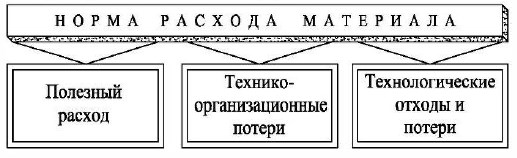 НОРМА РАСХОДА МАТЕРИАЛА
Полезный
расход
Технико-
организационные
потери
Технологические
отходы и
потери